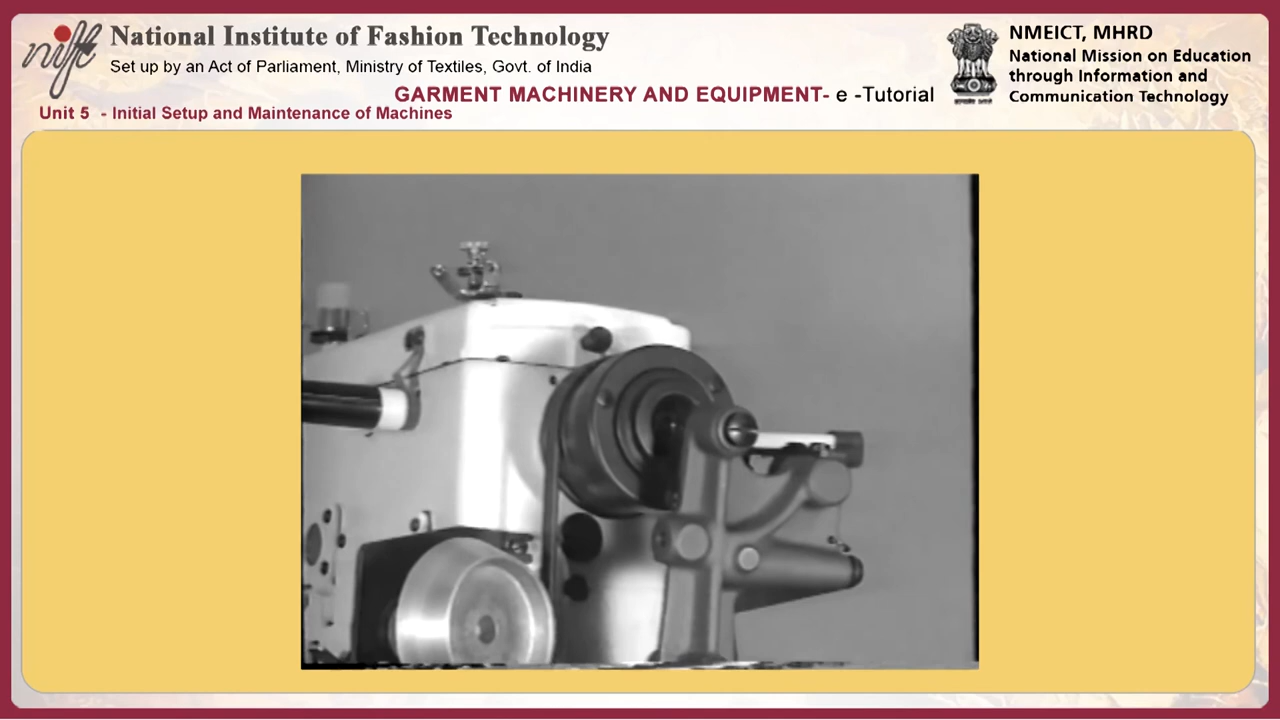 nift
National Institute of Fashion Technology
Set up by an Act of Parliament, Ministry of Textiles, Govt. of India
GARMENT MACHINERY AND EQUIPMENT- e -Tutorial
Unit 5 - Initial Setup and Maintenance of Machines
NMEICT, MHRD
National Mission on Education
through Information and
Communication Technology